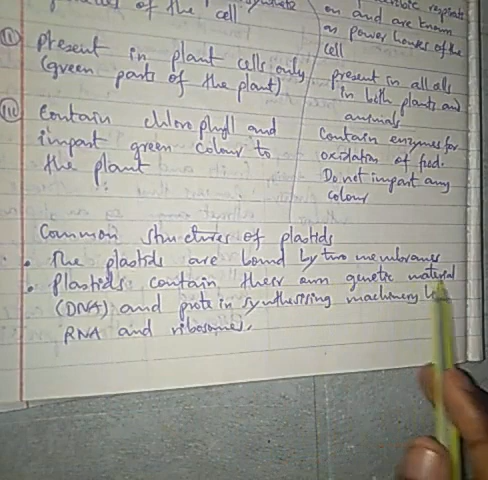 of the cell
on and are known
as power houses of the
cell
(ii) present in plant cells only
(green parts of the plant)
present in all
in both plants and
animals
(iii) Contain chlorophyll and
impart green colour to
the plant
Contain enzymes for
oxidation of food.
Do not impart any
colour
Common structures of plastids
• The plastids are bound by two membranes
• Plastids contain their own genetic material
(DNA) and protein synthesising machinery
RNA and ribosomes.